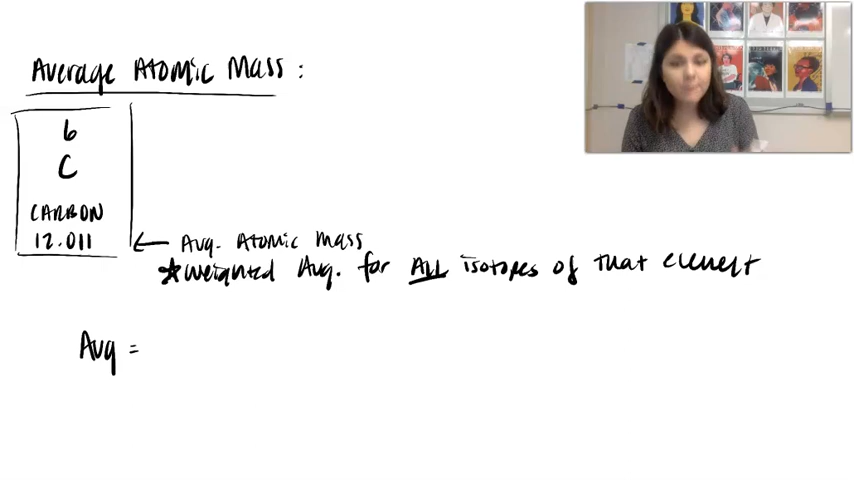 Average Atomic Mass:
6
C
CARBON
12.011
← Avg. Atomic Mass
*Weighted Avg. for ALL isotopes of that element
Avg =